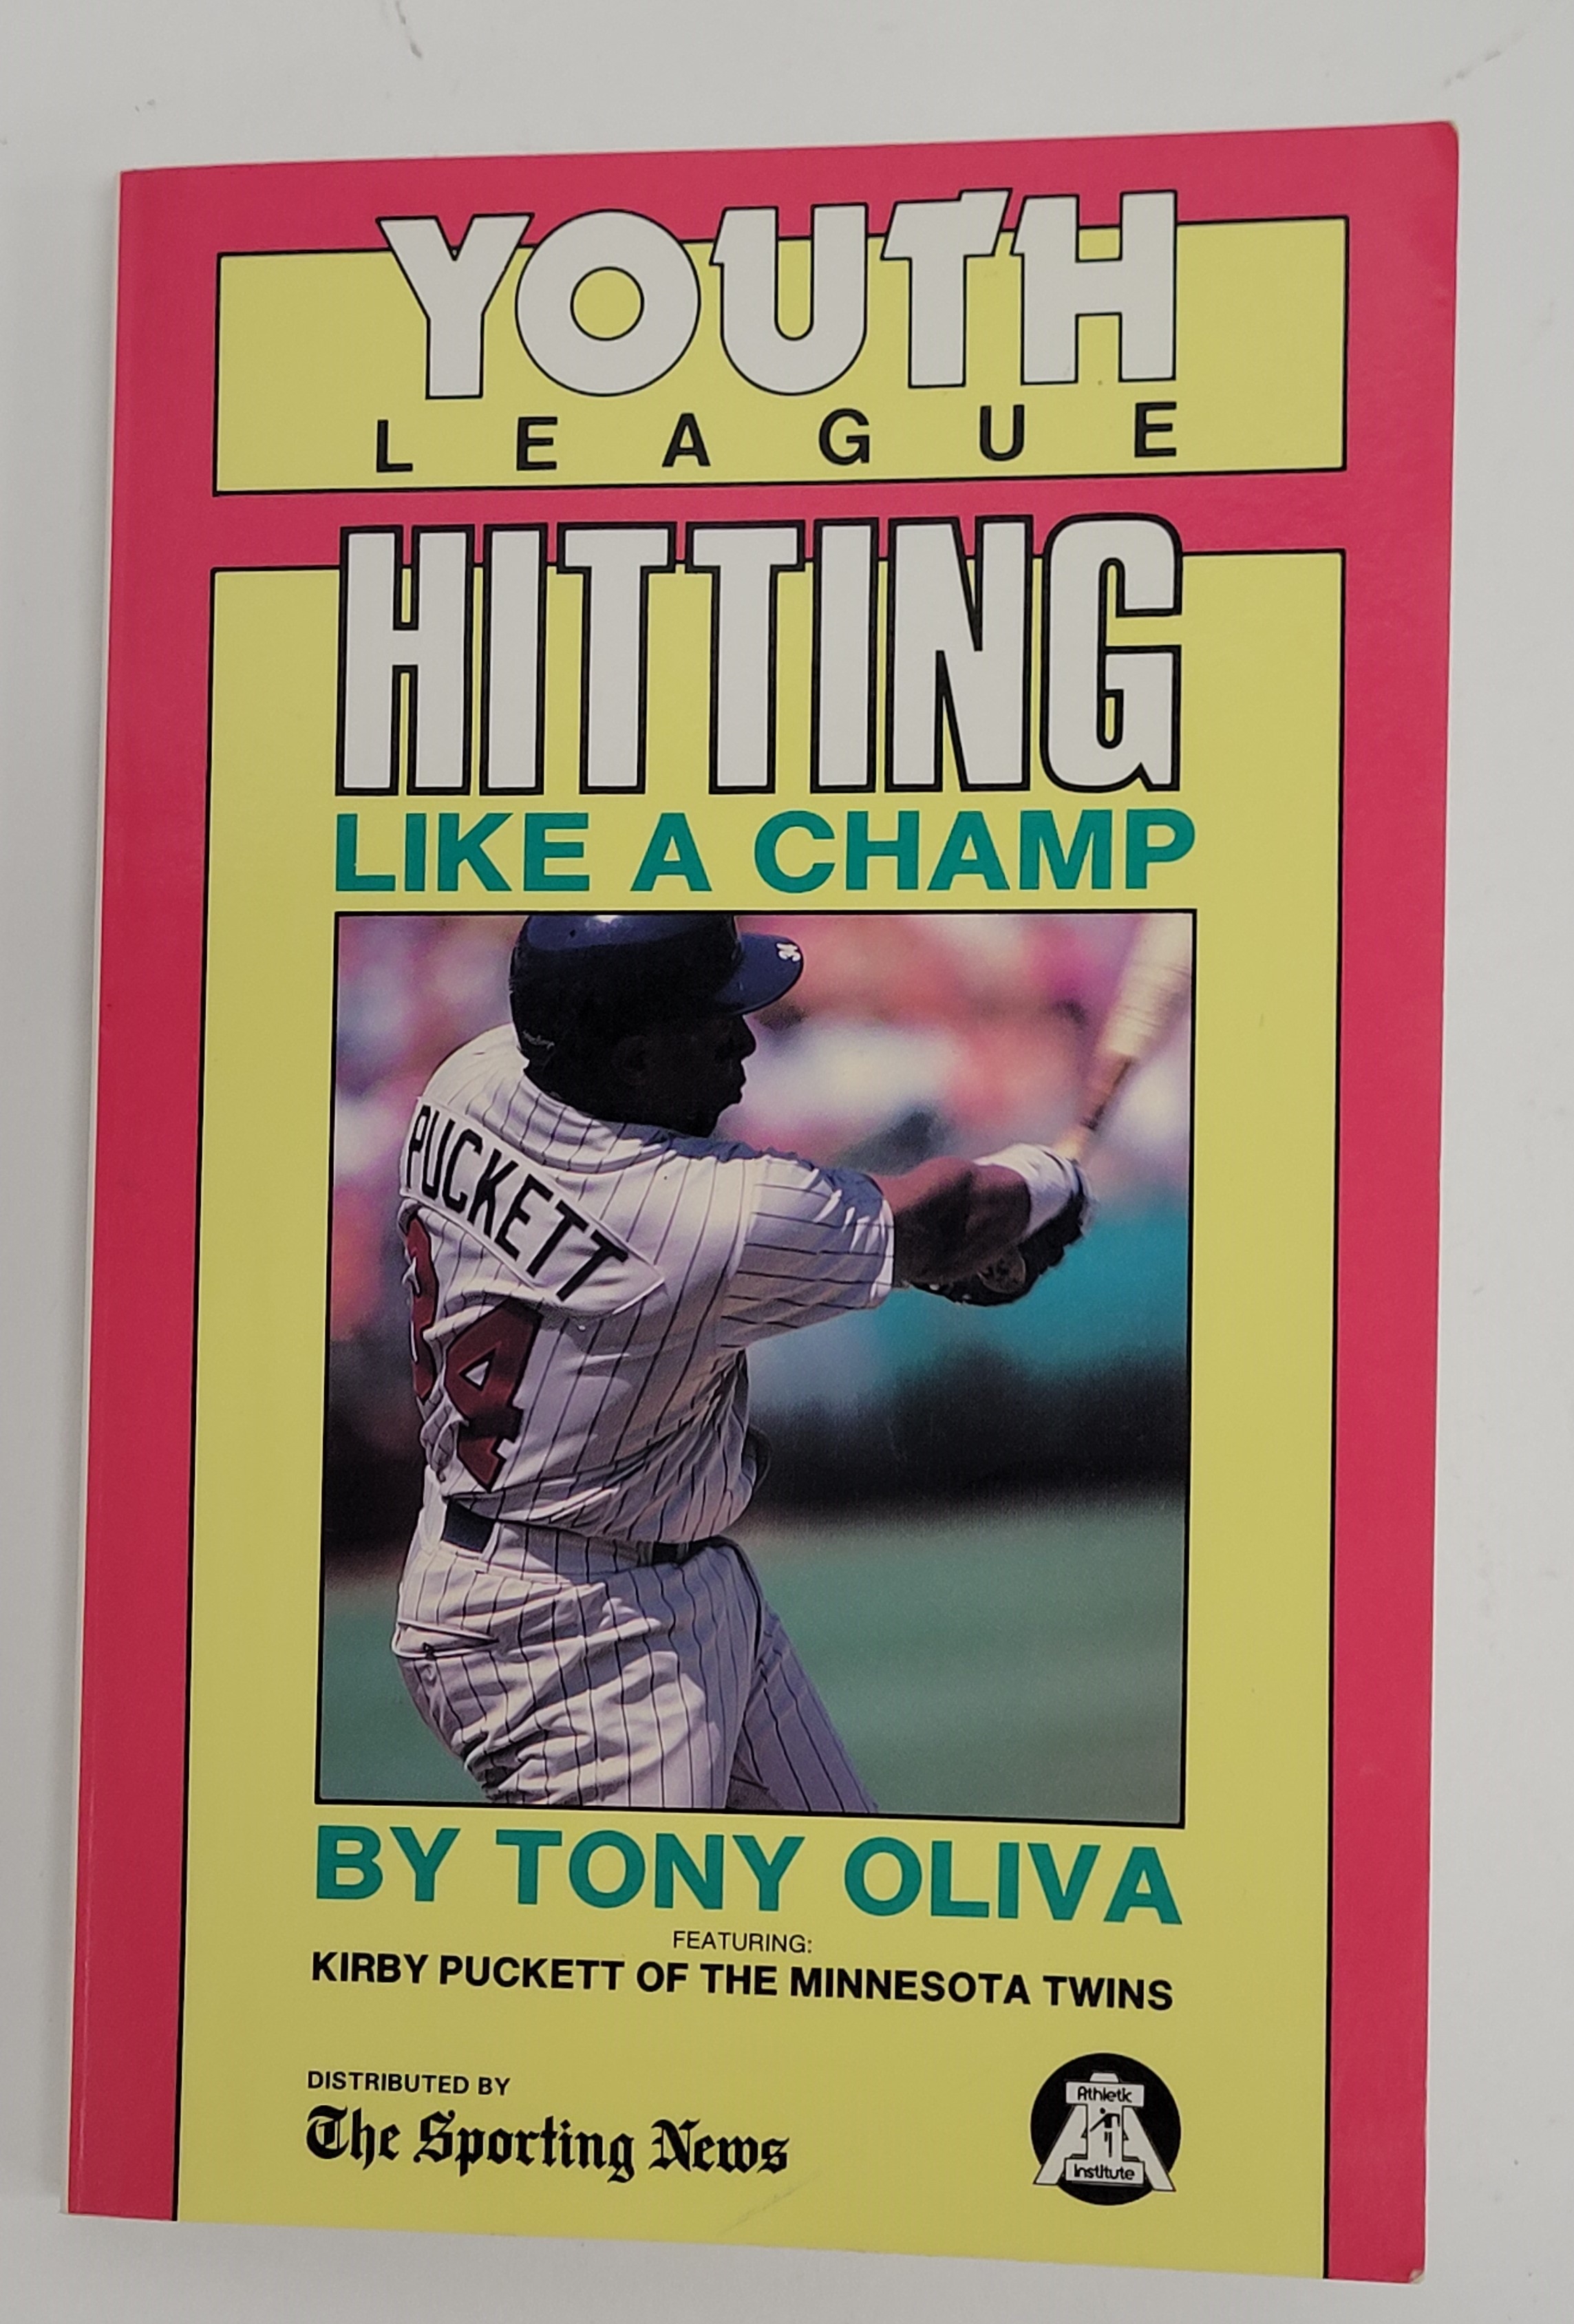 YOUTH
LEAGUE
HITTING
LIKE A CHAMP
34
PUCKETT
34
BY TONY OLIVA
FEATURING:
KIRBY PUCKETT OF THE MINNESOTA TWINS
DISTRIBUTED BY
The Sporting News
Athletic
Institute